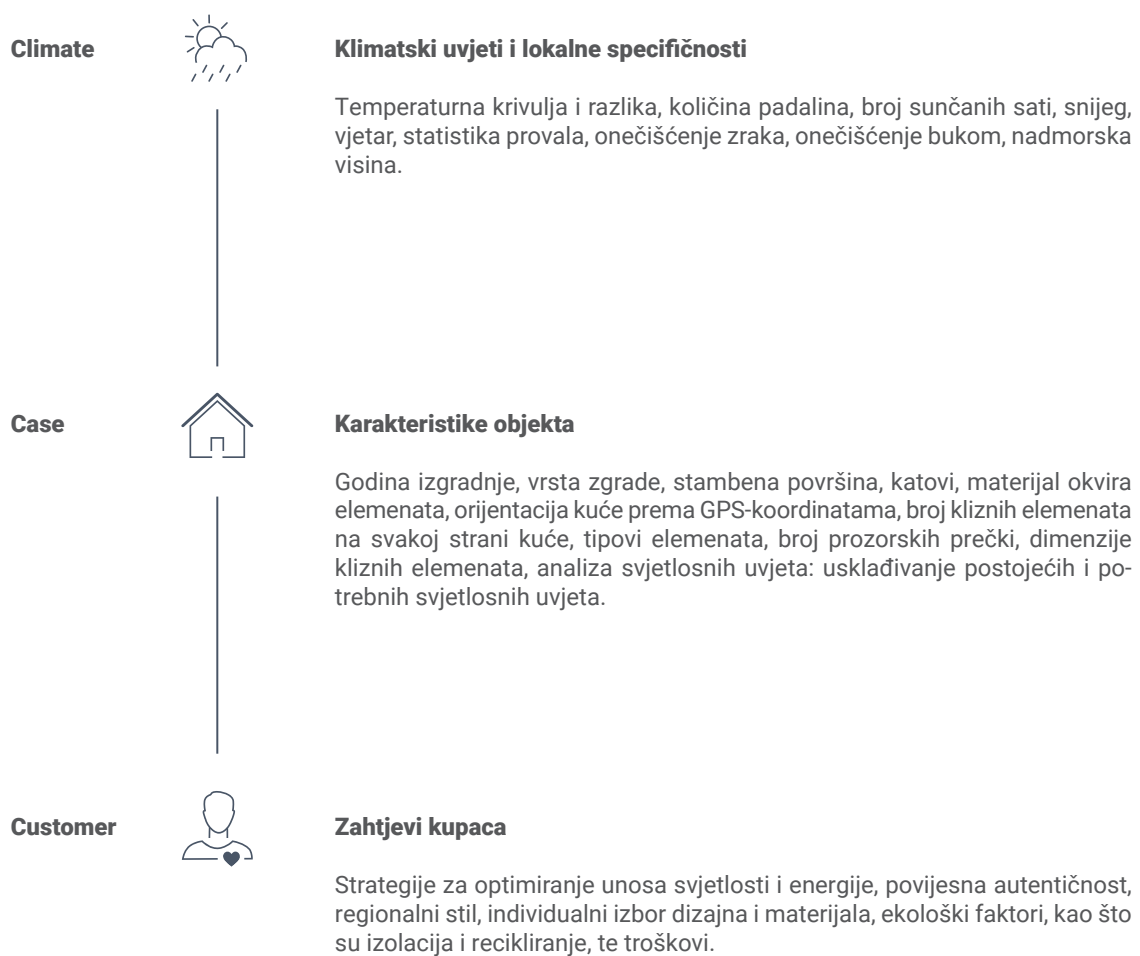 Climate
Klimatski uvjeti i lokalne specifičnosti
Temperaturna krivulja i razlika, količina padalina, broj sunčanih sati, snijeg,
vjetar, statistika provala, onečišćenje zraka, onečišćenje bukom, nadmorska
visina.
Case
Karakteristike objekta
Godina izgradnje, vrsta zgrade, stambena površina, katovi, materijal okvira
elemenata, orijentacija kuće prema GPS-koordinatama, broj kliznih elemenata
na svakoj strani kuće, tipovi elemenata, broj prozorskih prečki, dimenzije
kliznih elemenata, analiza svjetlosnih uvjeta: usklađivanje postojećih i po-
trebnih svjetlosnih uvjeta.
Customer
Zahtjevi kupaca
Strategije za optimiranje unosa svjetlosti i energije, povijesna autentičnost,
regionalni stil, individualni izbor dizajna i materijala, ekološki faktori, kao što
su izolacija i recikliranje, te troškovi.